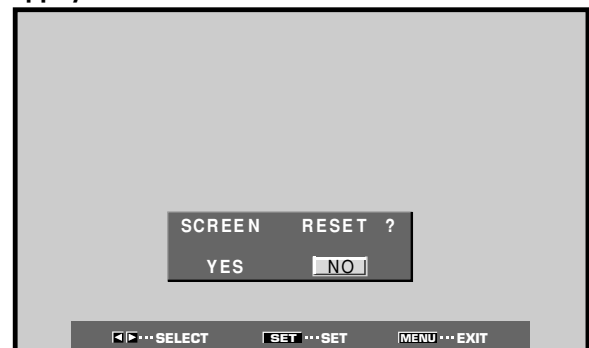 SCREEN RESET ?
YES NO
◀ ▶ ··· SELECT SET ··· SET MENU ··· EXIT